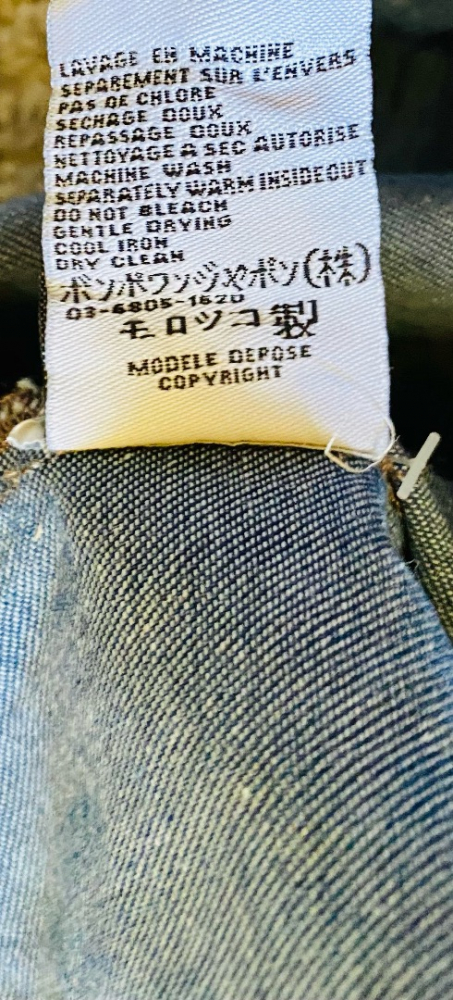 LAVAGE EN MACHINE
SEPAREMENT SUR L'ENVERS
PAS DE CHLORE
SECHAGE DOUX
REPASSAGE DOUX
NETTOYAGE A SEC AUTORISE
MACHINE WASH
SEPARATELY WARM INSIDE OUT
DO NOT BLEACH
GENTLE DRYING
COOL IRON
DRY CLEAN
ボンポワンジャポン(株)
03-6805-1620
モロッコ製
MODELE DEPOSE
COPYRIGHT